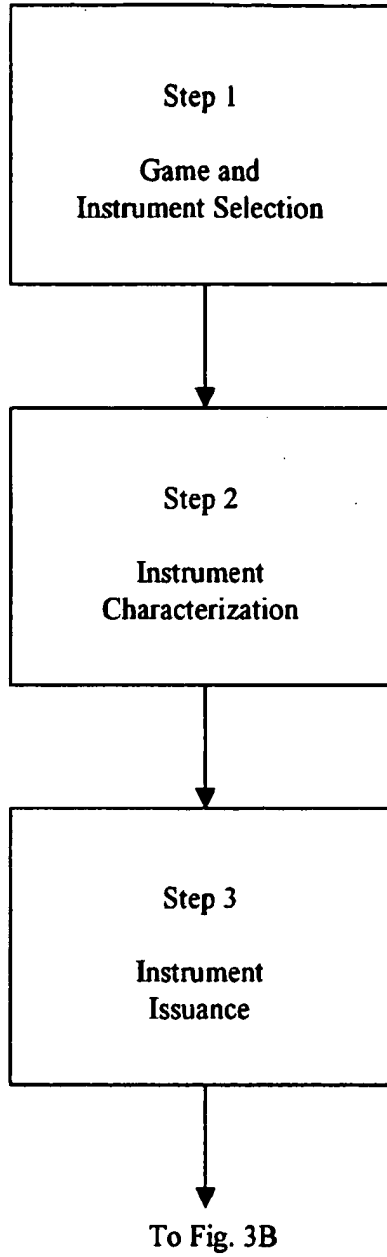 Step 1
Game and
Instrument Selection
Step 2
Instrument
Characterization
Step 3
Instrument
Issuance
To Fig. 3B